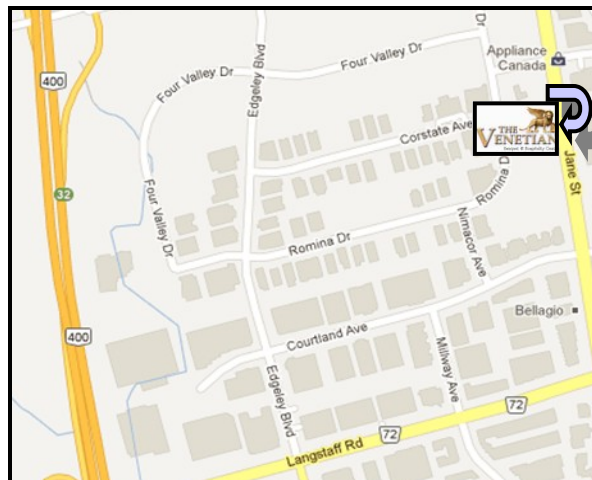 Dr
Appliance
Canada
400
Four Valley Dr
Four Valley Dr
Edgeley Blvd
Corstate Ave
THE
VENETIAN
Jane St
32
Four Valley Dr
Romina Dr
Romina Dr
Nimacor Ave
400
Courtland Ave
Bellagio
Millway Ave
Edgeley Blvd
72
72
Langstaff Rd